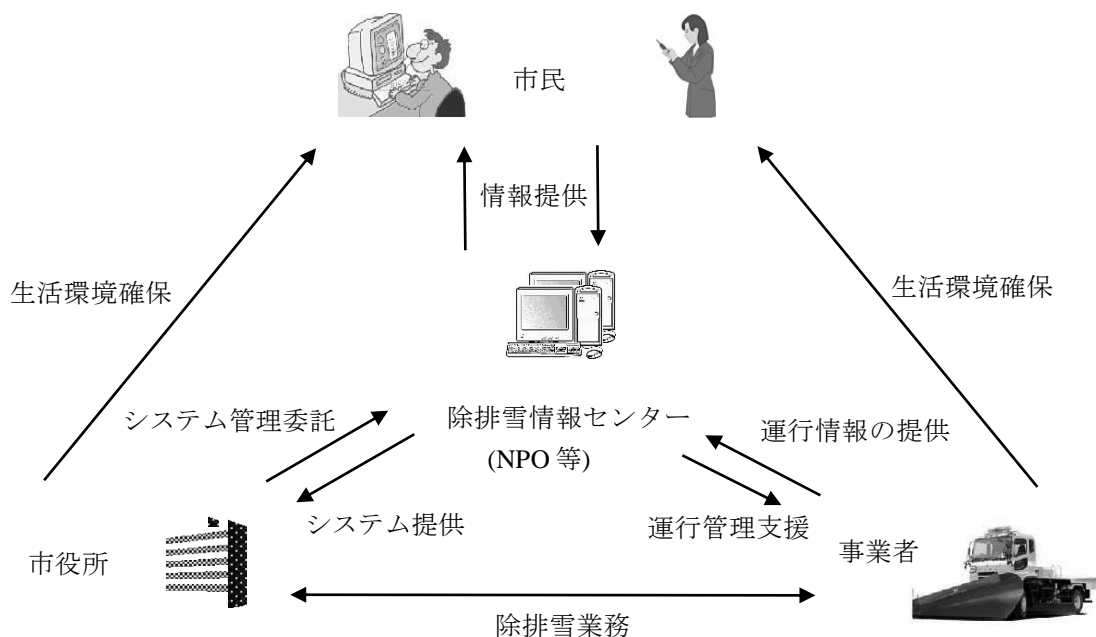 市民
情報提供
生活環境確保
生活環境確保
システム管理委託
除排雪情報センター
(NPO 等)
運行情報の提供
システム提供
運行管理支援
市役所
事業者
除排雪業務